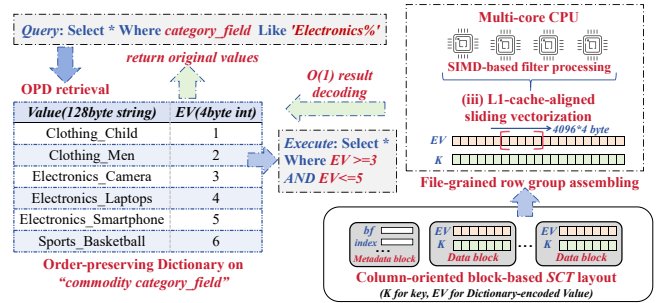 Query: Select * Where category_field Like 'Electronics%'
return original values
OPD retrieval
Value(128byte string) EV(4byte int)
Clothing_Child 1
Clothing_Men 2
Electronics_Camera 3
Electronics_Laptops 4
Electronics_Smartphone 5
Sports_Basketball 6
Order-preserving Dictionary on
"commodity category_field"
O(1) result
decoding
Execute: Select *
Where EV >=3
AND EV<=5
Multi-core CPU
SIMD-based filter processing
(iii) L1-cache-aligned
sliding vectorization
4096*4 byte
EV
K
File-grained row group assembling
bf
index
Metadata block
EV
K
Data block
...
EV
K
Data block
Column-oriented block-based SCT layout
(K for key, EV for Dictionary-encoded Value)